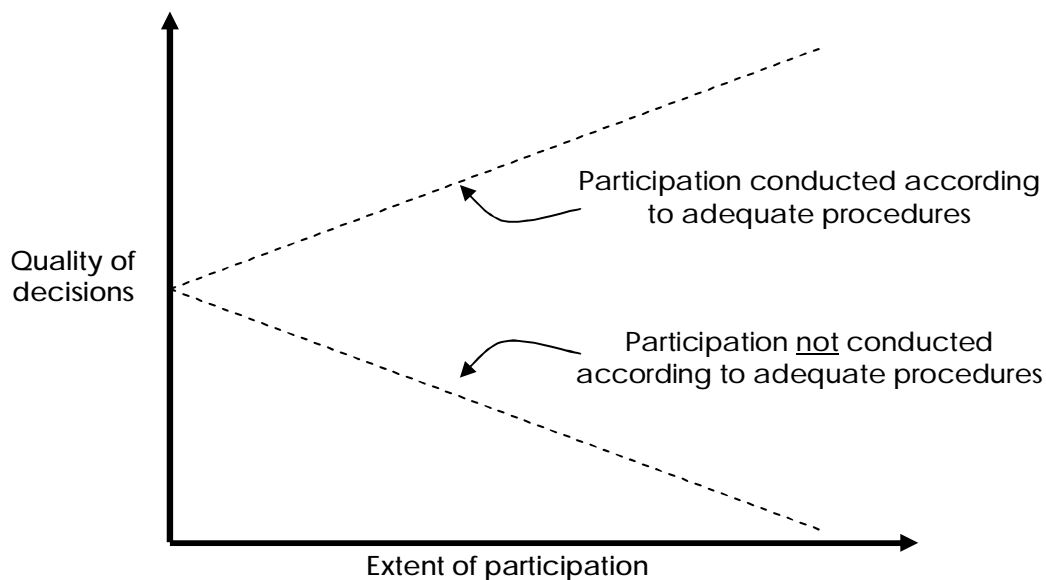 Participation conducted according
to adequate procedures
Quality of
decisions
Participation not conducted
according to adequate procedures
Extent of participation